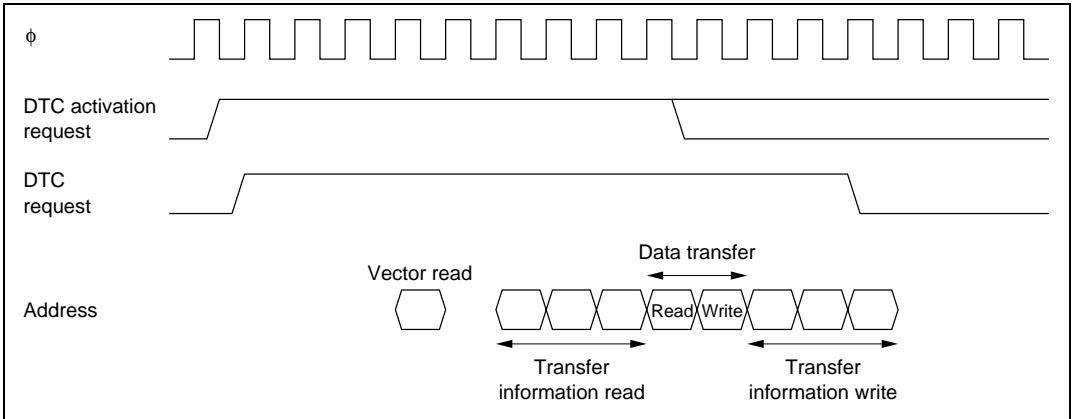 ϕ
DTC activation
request
DTC
request
Data transfer
Vector read
Address
Read
Write
Transfer
information read
Transfer
information write